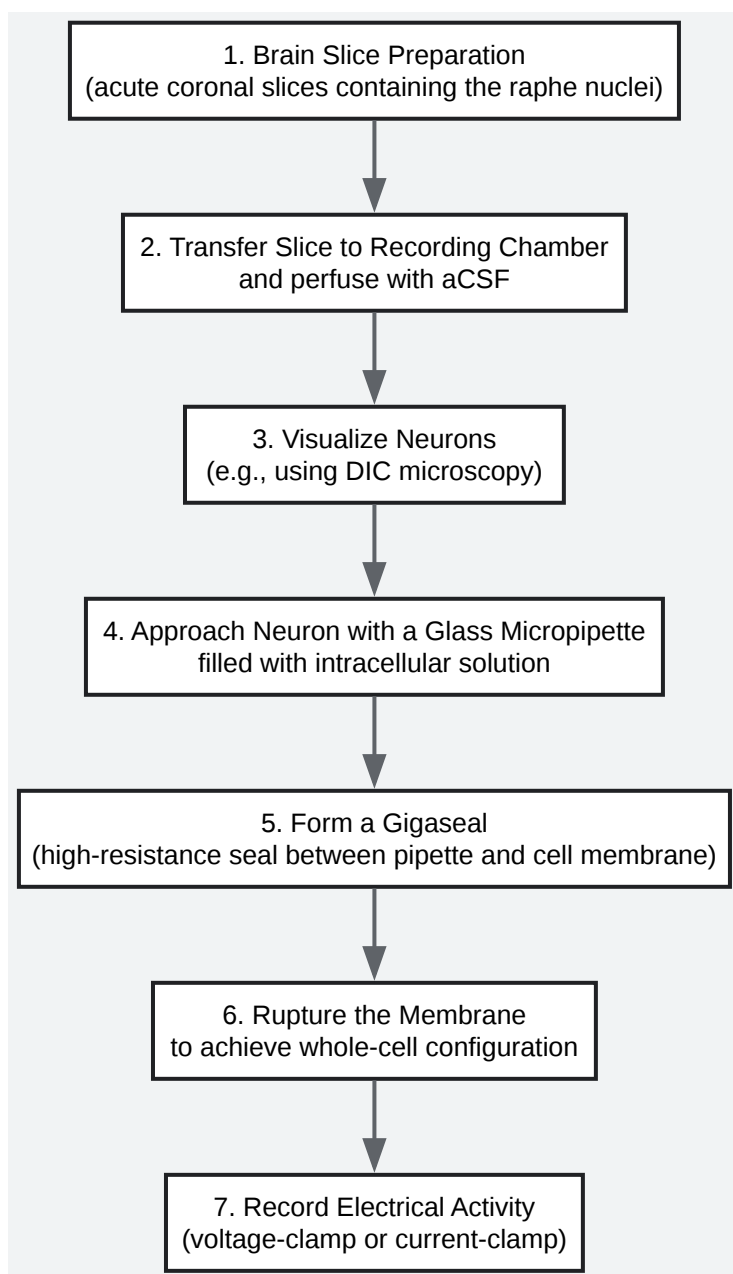 1. Brain Slice Preparation
(acute coronal slices containing the raphe nuclei)
2. Transfer Slice to Recording Chamber
and perfuse with aCSF
3. Visualize Neurons
(e.g., using DIC microscopy)
4. Approach Neuron with a Glass Micropipette
filled with intracellular solution
5. Form a Gigaseal
(high-resistance seal between pipette and cell membrane)
6. Rupture the Membrane
to achieve whole-cell configuration
7. Record Electrical Activity
(voltage-clamp or current-clamp)